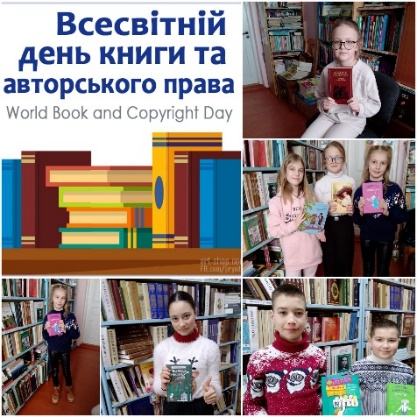 Всесвітній
день книги та
авторського права
World Book and Copyright Day